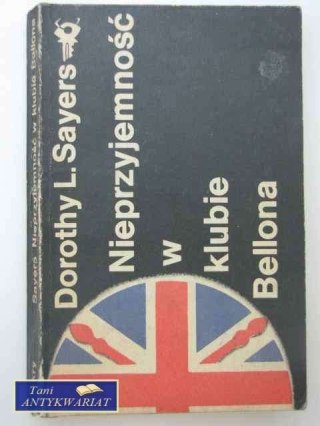 Dorothy L. Sayers
Nieprzyjemność
w
klubie
Bellona
Sayers Nieprzyjemność w klubie Bellona
Tani
ANTYKWARIAT